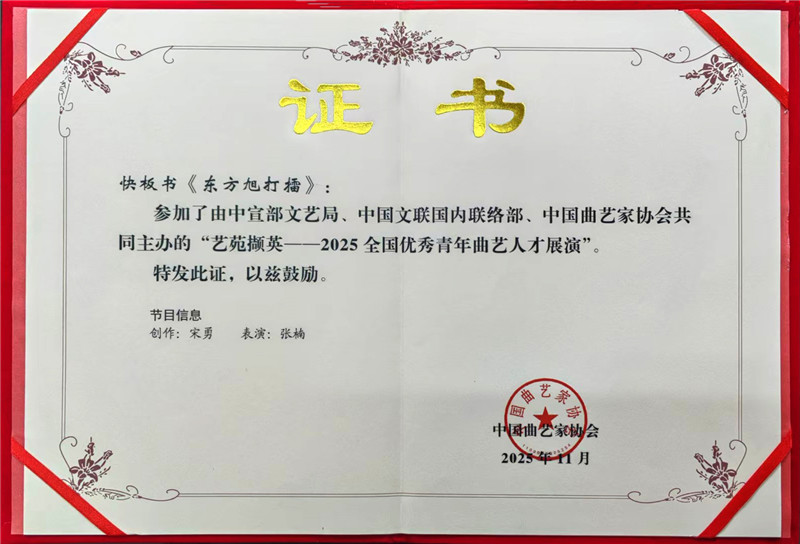 证书
快板书《东方旭打擂》：
参加了由中宣部文艺局、中国文联国内联络部、中国曲艺家协会共
同主办的“艺苑撷英——2025全国优秀青年曲艺人才展演”。
特发此证，以兹鼓励。
节目信息
创作：宋勇 表演：张楠
国曲艺家协
中国曲艺家协会
2025年11月